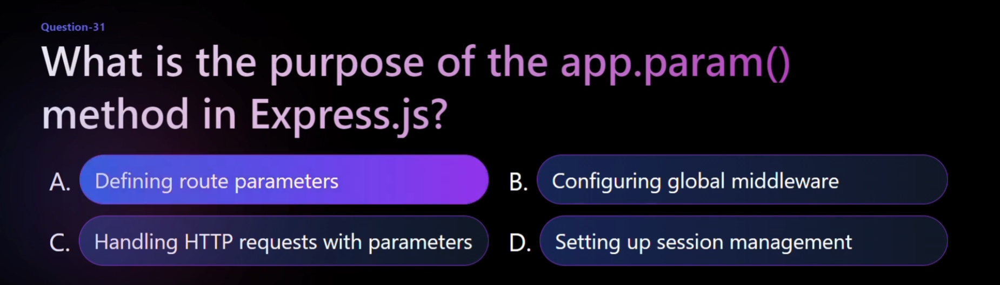 Question-31
What is the purpose of the app.param()
method in Express.js?
A. Defining route parameters
B. Configuring global middleware
C. Handling HTTP requests with parameters
D. Setting up session management